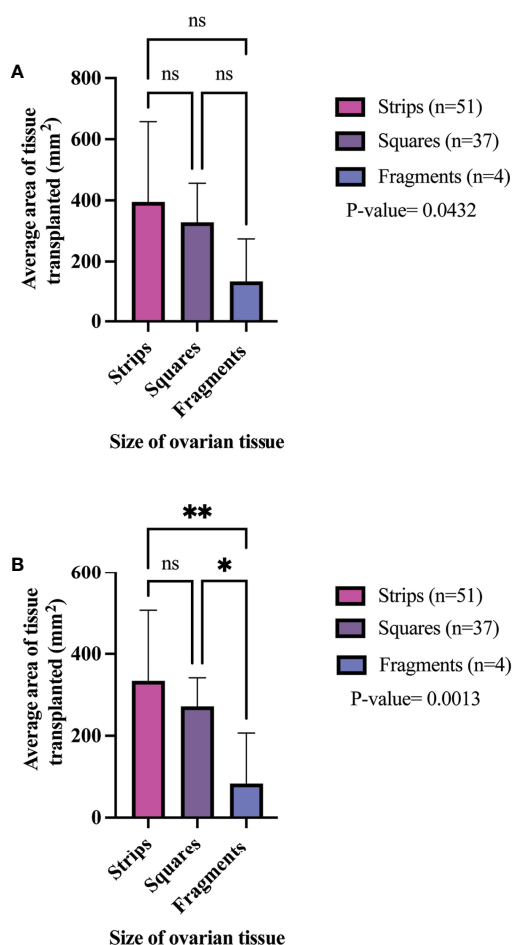 A
ns
ns
ns
Average area of tissue
transplanted (mm²)
800
600
400
200
0
Strips
Squares
Fragments
Size of ovarian tissue
Strips (n=51)
Squares (n=37)
Fragments (n=4)
P-value= 0.0432
B
**
ns
*
Average area of tissue
transplanted (mm²)
600
400
200
0
Strips
Squares
Fragments
Size of ovarian tissue
Strips (n=51)
Squares (n=37)
Fragments (n=4)
P-value= 0.0013